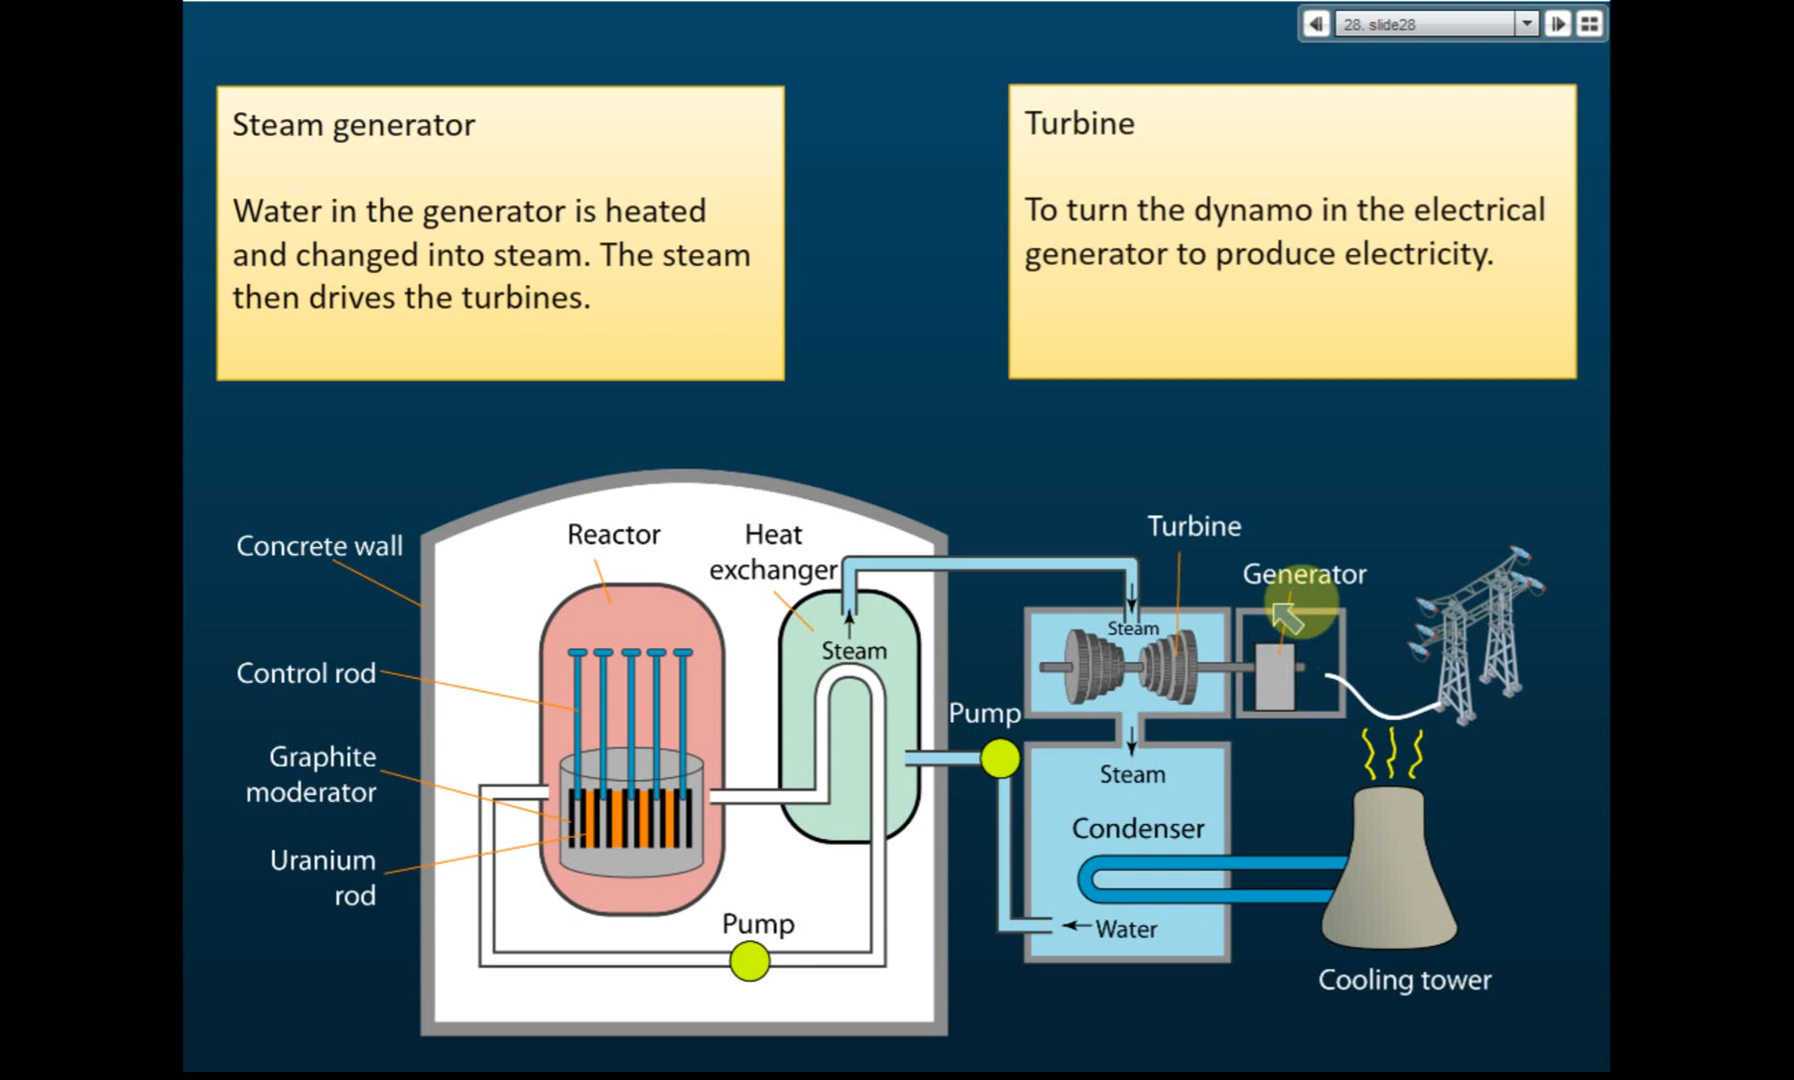 28. slide28
Steam generator
Water in the generator is heated
and changed into steam. The steam
then drives the turbines.
Turbine
To turn the dynamo in the electrical
generator to produce electricity.
Concrete wall
Reactor
Heat
exchanger
Turbine
Generator
Steam
Steam
Control rod
Pump
Graphite
moderator
Steam
Condenser
Uranium
rod
Pump
Water
Cooling tower